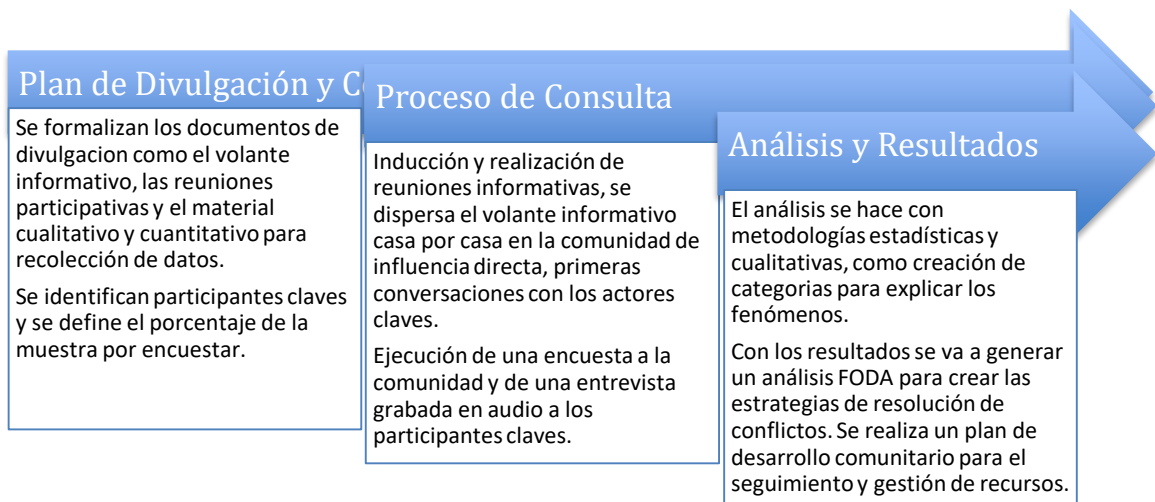 Plan de Divulgación y
Se formalizan los documentos de
divulgacion como el volante
informativo, las reuniones
participativas y el material
cualitativo y cuantitativo para
recolección de datos.
Se identifican participantes claves
y se define el porcentaje de la
muestra por encuestar.
Proceso de Consulta
Inducción y realización de
reuniones informativas, se
dispersa el volante informativo
casa por casa en la comunidad de
influencia directa, primeras
conversaciones con los actores
claves.
Ejecución de una encuesta a la
comunidad y de una entrevista
grabada en audio a los
participantes claves.
Análisis y Resultados
El análisis se hace con
metodologías estadísticas y
cualitativas, como creación de
categorias para explicar los
fenómenos.
Con los resultados se va a generar
un análisis FODA para crear las
estrategias de resolución de
conflictos. Se realiza un plan de
desarrollo comunitario para el
seguimiento y gestión de recursos.